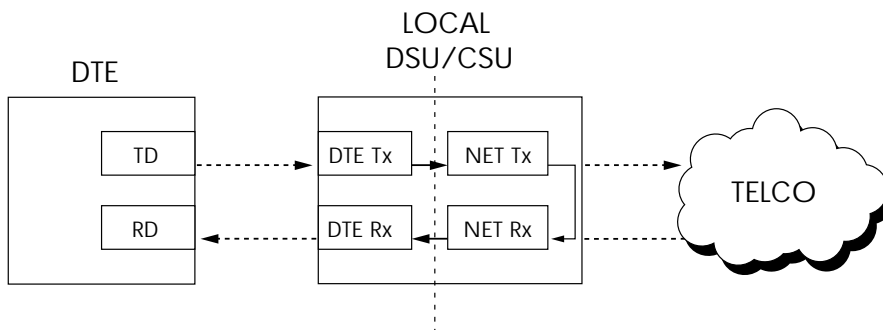 LOCAL
DSU/CSU
DTE
TD
DTE Tx
NET Tx
TELCO
RD
DTE Rx
NET Rx